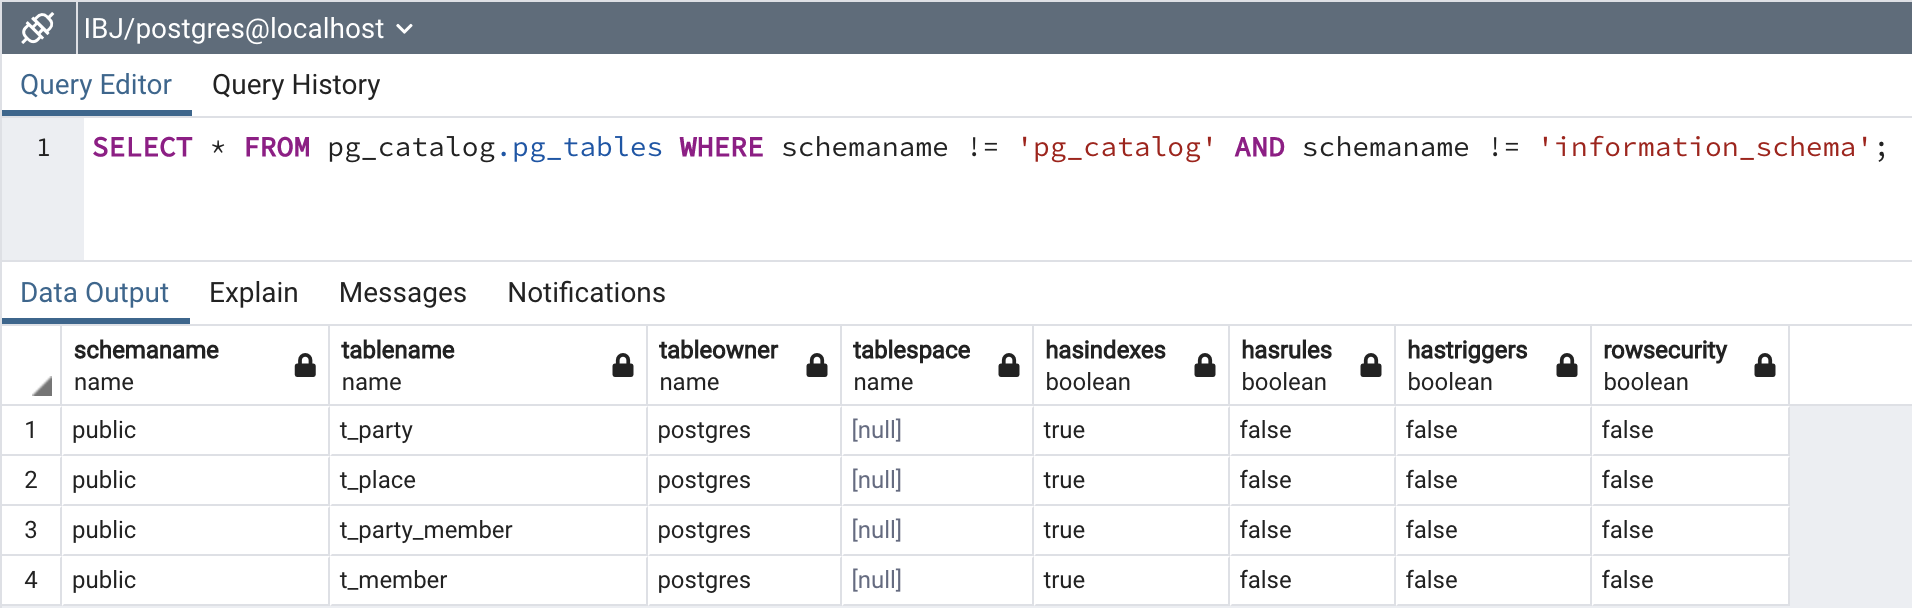 IBJ/postgres@localhost
Query Editor Query History
1 SELECT * FROM pg_catalog.pg_tables WHERE schemaname != 'pg_catalog' AND schemaname != 'information_schema';
Data Output Explain Messages Notifications
schemaname tablename tableowner tablespace hasindexes hasrules hastriggers rowsecurity
name name name name boolean boolean boolean boolean
1 public t_party postgres [null] true false false false
2 public t_place postgres [null] true false false false
3 public t_party_member postgres [null] true false false false
4 public t_member postgres [null] true false false false